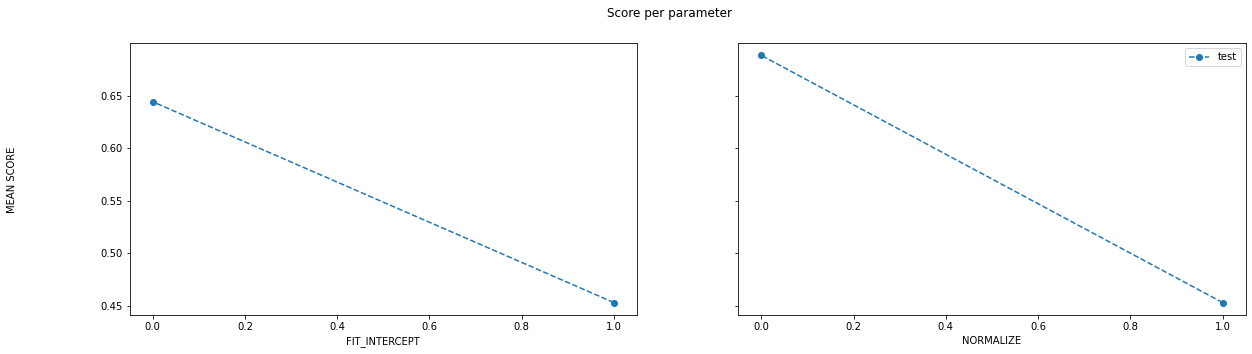 Score per parameter
MEAN SCORE
0.65
0.60
0.55
0.50
0.45
0.0 0.2 0.4 0.6 0.8 1.0
FIT_INTERCEPT
test
0.0 0.2 0.4 0.6 0.8 1.0
NORMALIZE